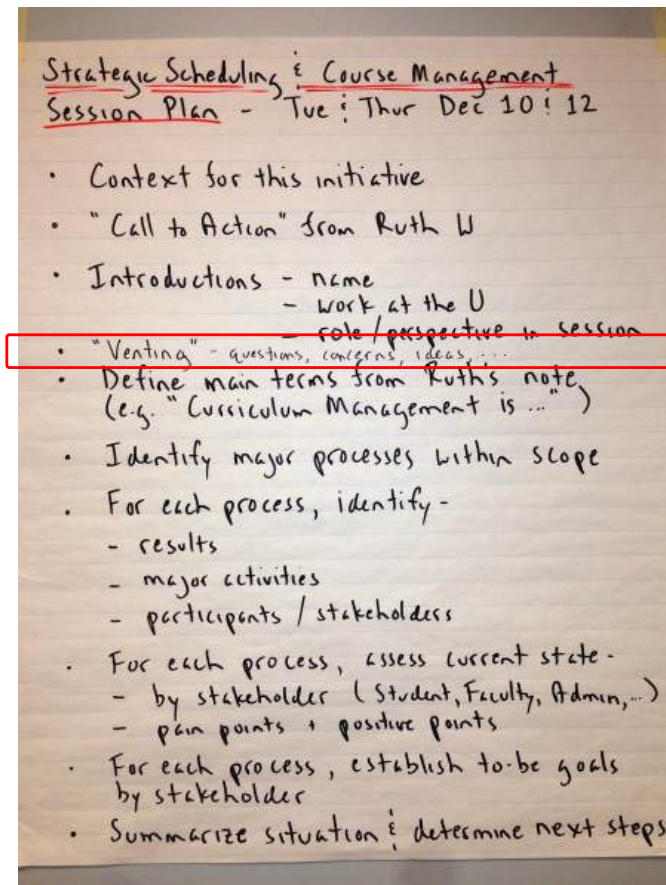 Strategic Scheduling & Course Management
Session Plan - Tue & Thur Dec 10 & 12
• Context for this initiative
• "Call to Action" from Ruth W
• Introductions - name
- work at the U
- role/perspective in session
• "Venting" - questions, concerns, ideas, ...
• Define main terms from Ruth's note
(e.g. "Curriculum Management is ...")
• Identify major processes within scope
• For each process, identify -
- results
- major activities
- participants / stakeholders
• For each process, assess current state -
- by stakeholder (Student, Faculty, Admin, ...)
- pain points + positive points
• For each process, establish to-be goals
by stakeholder
• Summarize situation & determine next steps